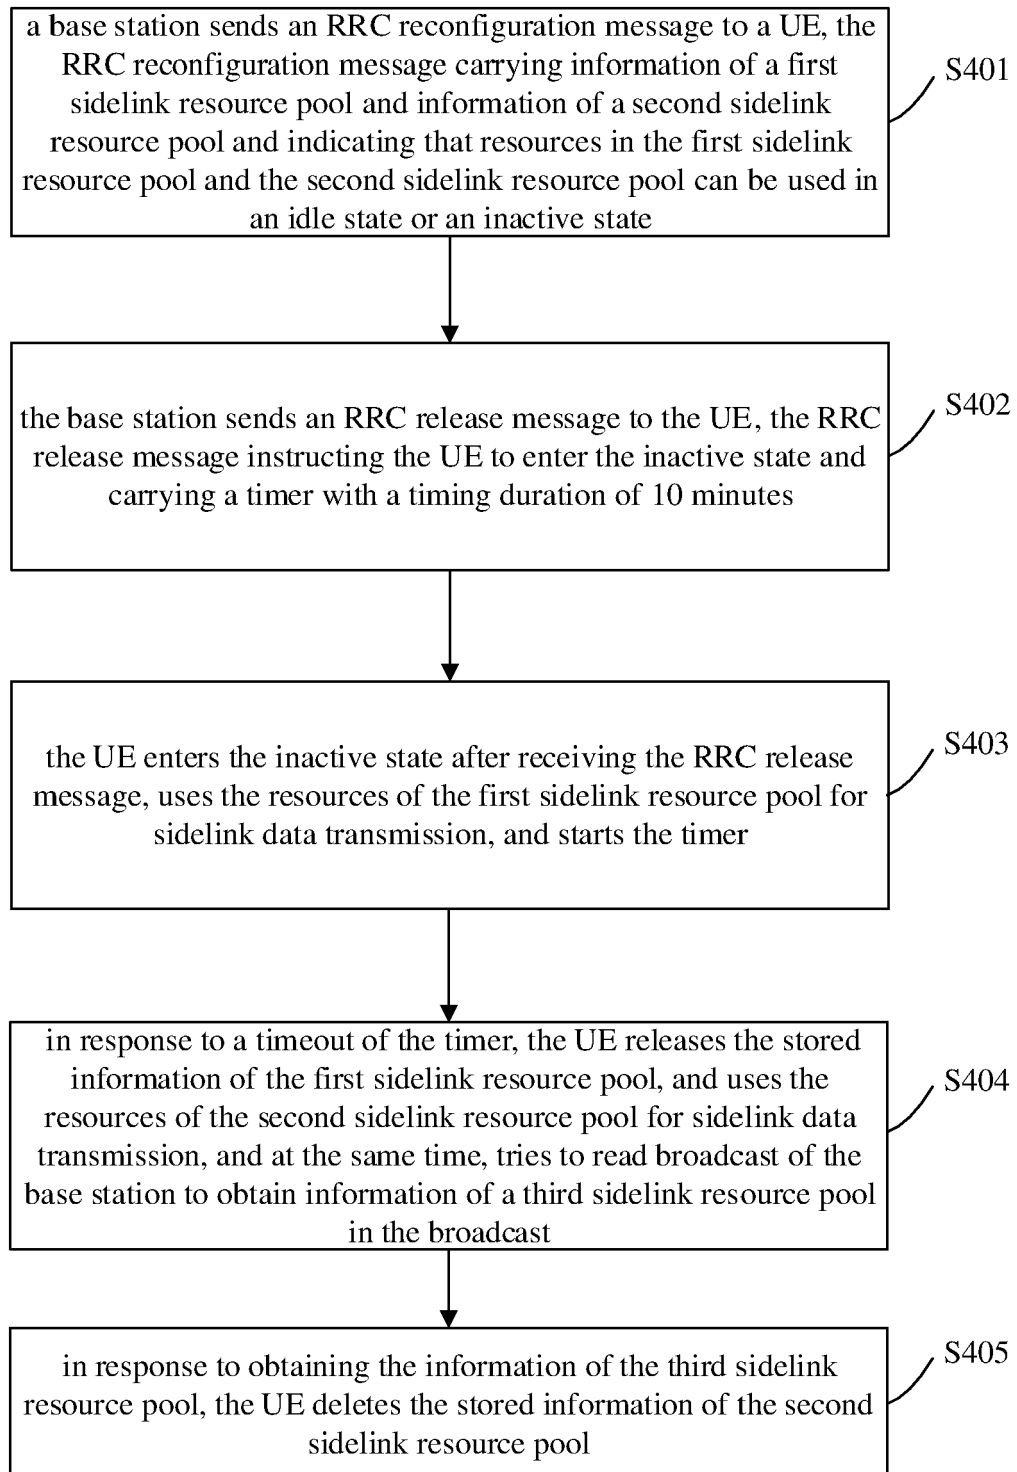 a base station sends an RRC reconfiguration message to a UE, the
RRC reconfiguration message carrying information of a first
sidelink resource pool and information of a second sidelink
resource pool and indicating that resources in the first sidelink
resource pool and the second sidelink resource pool can be used in
an idle state or an inactive state
S401
the base station sends an RRC release message to the UE, the RRC
release message instructing the UE to enter the inactive state and
carrying a timer with a timing duration of 10 minutes
S402
the UE enters the inactive state after receiving the RRC release
message, uses the resources of the first sidelink resource pool for
sidelink data transmission, and starts the timer
S403
in response to a timeout of the timer, the UE releases the stored
information of the first sidelink resource pool, and uses the
resources of the second sidelink resource pool for sidelink data
transmission, and at the same time, tries to read broadcast of the
base station to obtain information of a third sidelink resource pool
in the broadcast
S404
in response to obtaining the information of the third sidelink
resource pool, the UE deletes the stored information of the second
sidelink resource pool
S405